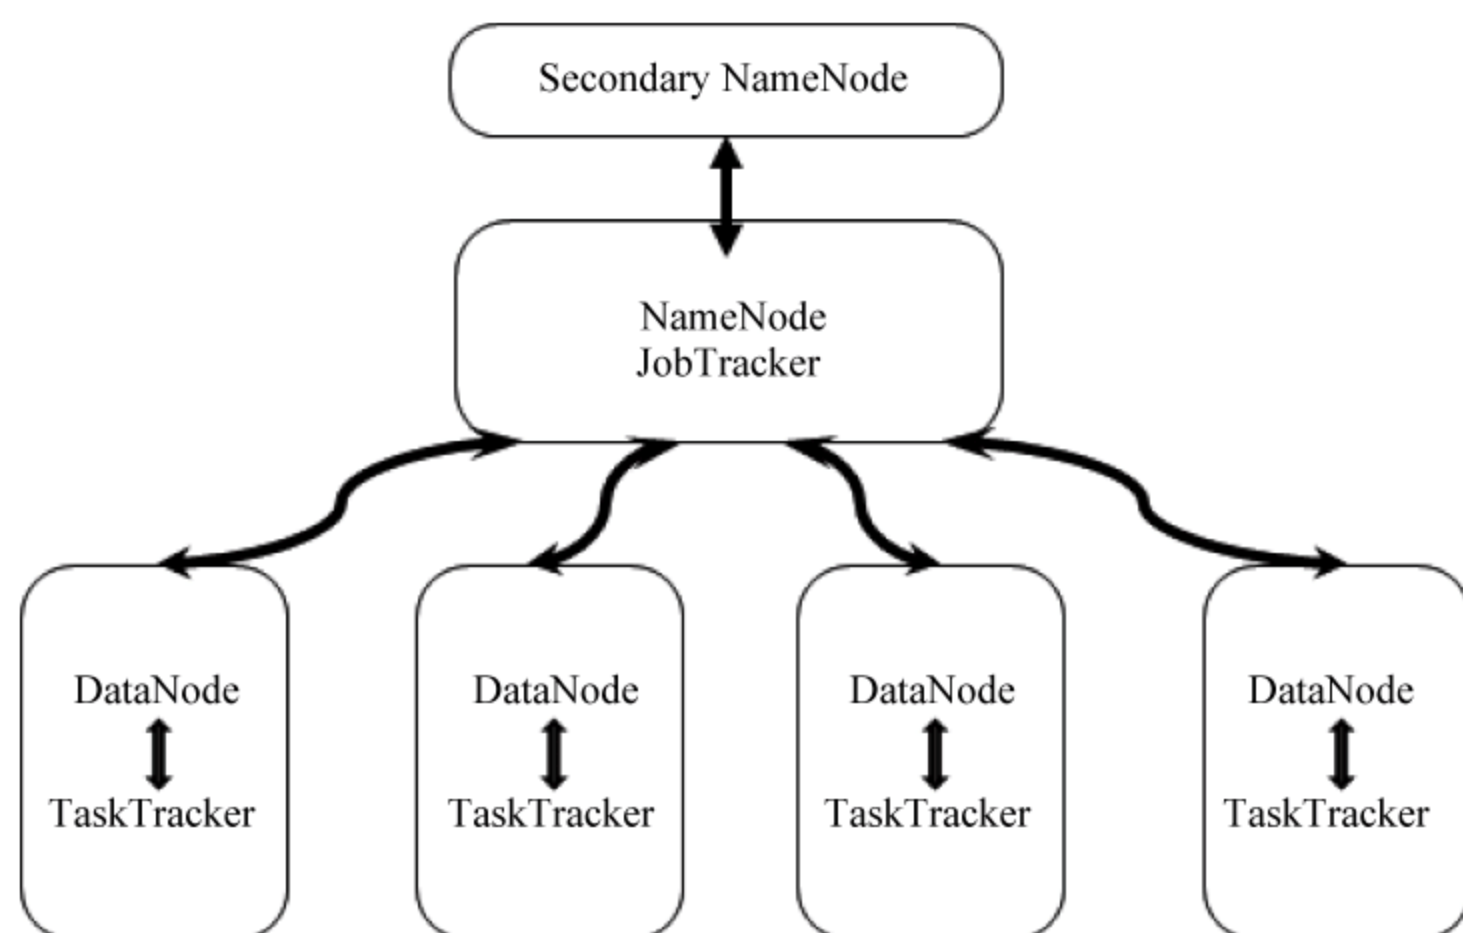 Secondary NameNode
NameNode
JobTracker
DataNode
TaskTracker
DataNode
TaskTracker
DataNode
TaskTracker
DataNode
TaskTracker